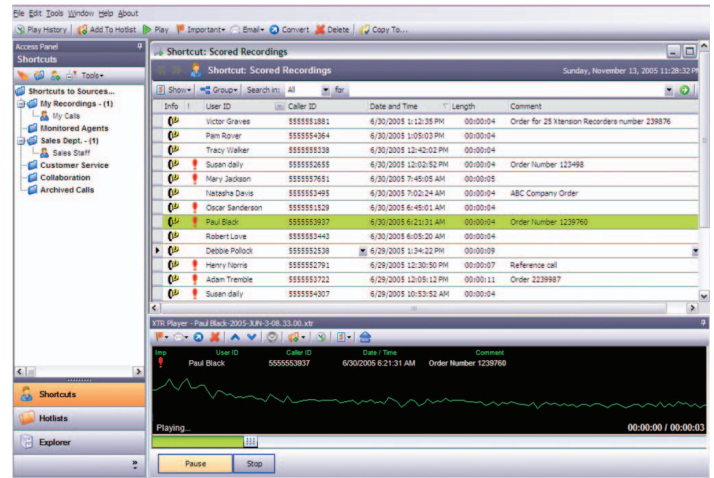 File Edit Tools Window Help About
Play History Add To Hotlist Play Important Email Convert Delete Copy To...
Access Panel
Shortcuts
Tools
Shortcuts to Sources...
My Recordings - (1)
My Calls
Monitored Agents
Sales Dept. - (1)
Sales Staff
Customer Service
Collaboration
Archived Calls
Shortcuts
Hotlists
Explorer
Shortcut: Scored Recordings
Shortcut: Scored Recordings Sunday, November 13, 2005 11:28:32 PM
Show Group Search in: All for
Info ! User ID Caller ID Date and Time Length Comment
Victor Graves 5555551881 6/30/2005 1:12:35 PM 00:00:04 Order for 25 Xtension Recorders number 239876
Pam Rover 5555554364 6/30/2005 1:05:03 PM 00:00:04
Tracy Walker 5555555338 6/30/2005 12:42:02 PM 00:00:04
Susan daily 5555552655 6/30/2005 12:02:52 PM 00:00:04 Order Number 123498
Mary Jackson 5555557651 6/30/2005 7:45:05 AM 00:00:05
Natasha Davis 5555553495 6/30/2005 7:02:24 AM 00:00:04 ABC Company Order
Oscar Sanderson 5555551529 6/30/2005 6:45:01 AM 00:00:04
Paul Black 5555553937 6/30/2005 6:21:31 AM 00:00:04 Order Number 1239760
Robert Love 5555553443 6/30/2005 6:05:20 AM 00:00:04
Debbie Pollock 5555552538 6/29/2005 1:34:22 PM 00:00:09
Henry Norris 5555552791 6/29/2005 12:30:50 PM 00:00:07 Reference call
Adam Tremble 5555553722 6/29/2005 12:05:12 PM 00:00:11 Order 2239987
Susan daily 5555554307 6/29/2005 10:53:52 AM 00:00:04
XTR Player - Paul Black-2005-JUN-3-08.33.00.xtr
Imp User ID Caller ID Date / Time Comment
Paul Black 5555553937 6/30/2005 6:21:31 AM Order Number 1239760
Playing... 00:00:00 / 00:00:03
Pause Stop